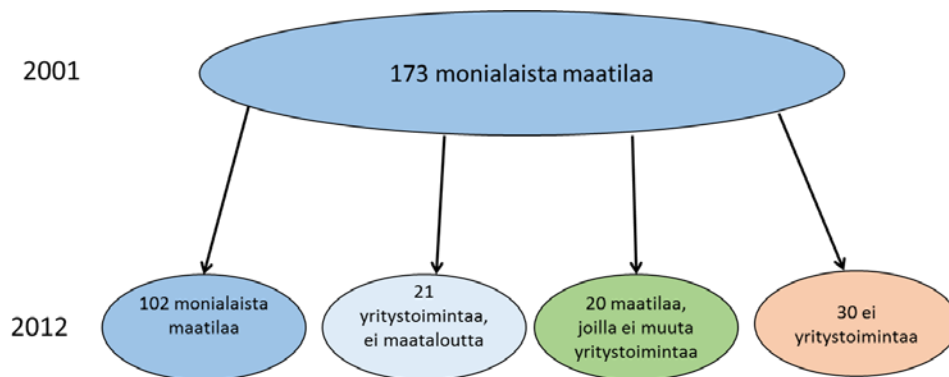 2001
173 monialaista maatilaa
2012
102 monialaista
maatilaa
21
yritystoimintaa,
ei maataloutta
20 maatilaa,
joilla ei muuta
yritystoimintaa
30 ei
yritystoimintaa